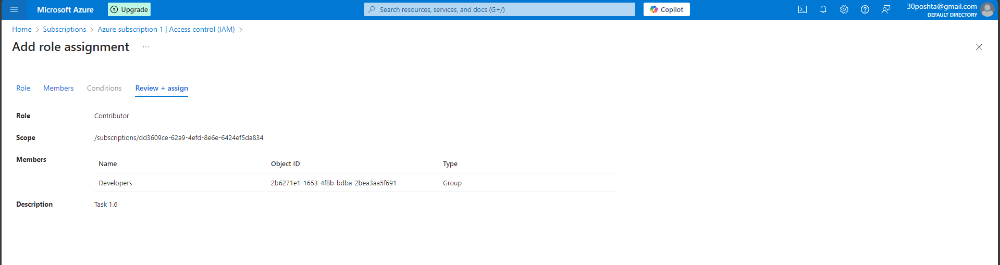 Microsoft Azure Upgrade Search resources, services, and docs (G+/) Copilot 30poshta@gmail.com
DEFAULT DIRECTORY
Home > Subscriptions > Azure subscription 1 | Access control (IAM) >
Add role assignment ...
Role Members Conditions Review + assign
Role Contributor
Scope /subscriptions/dd3609ce-62a9-4efd-8e6e-6424ef5da834
Members
Name Object ID Type
Developers 2b6271e1-1653-4f8b-bdba-2bea3aa5f691 Group
Description Task 1.6